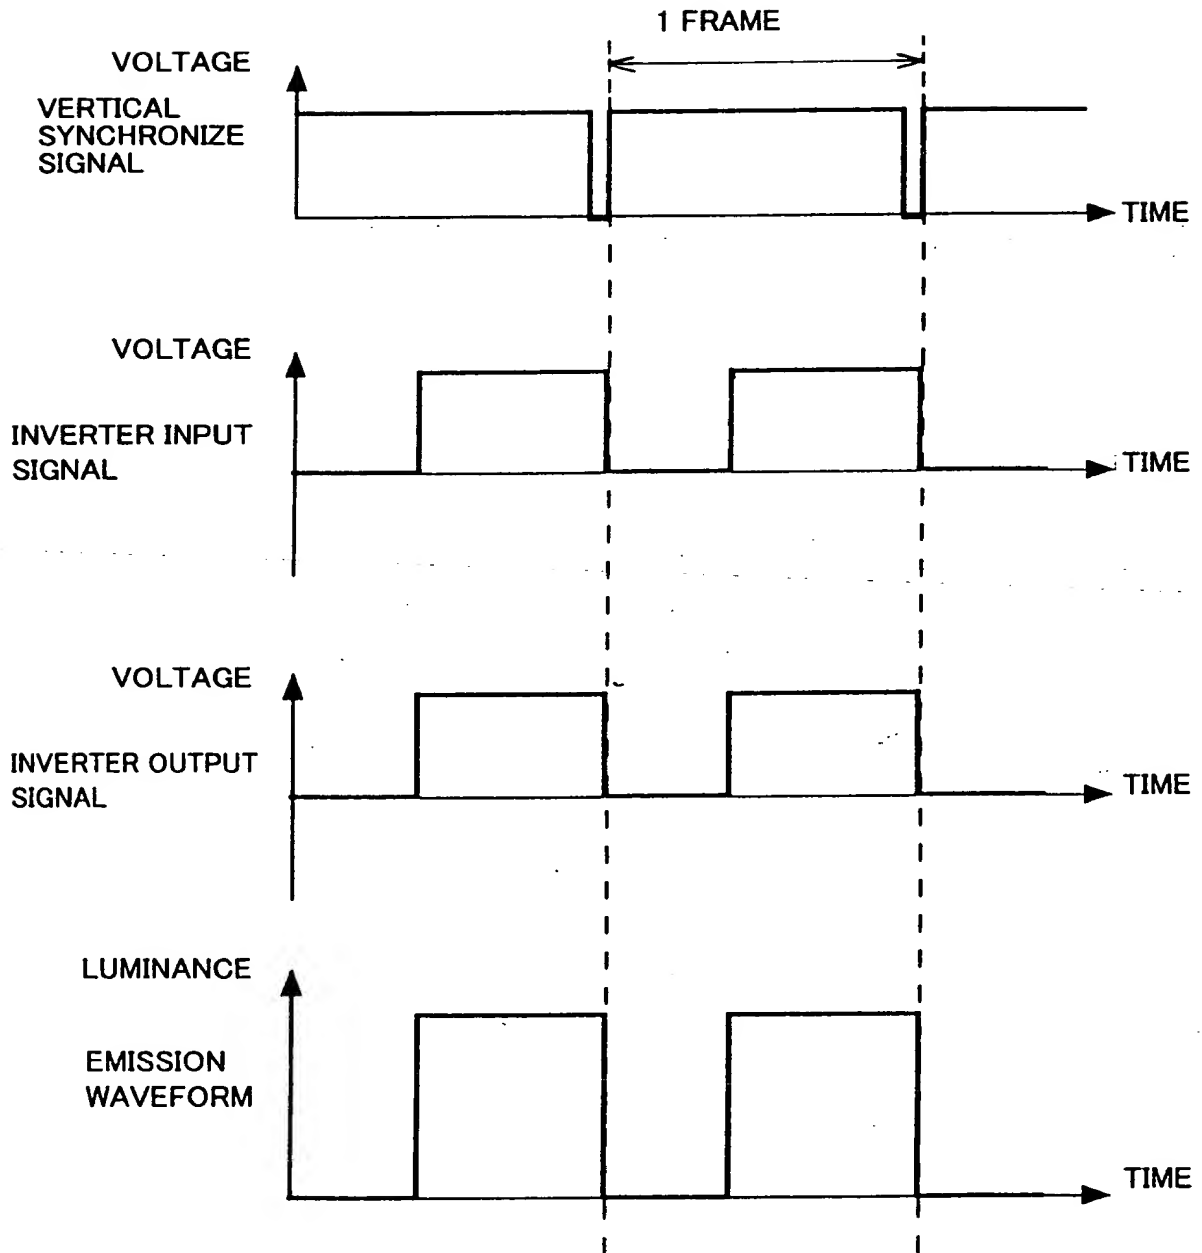 1 FRAME
VOLTAGE
VERTICAL
SYNCHRONIZE
SIGNAL
TIME
VOLTAGE
INVERTER INPUT
SIGNAL
TIME
VOLTAGE
INVERTER OUTPUT
SIGNAL
TIME
LUMINANCE
EMISSION
WAVEFORM
TIME